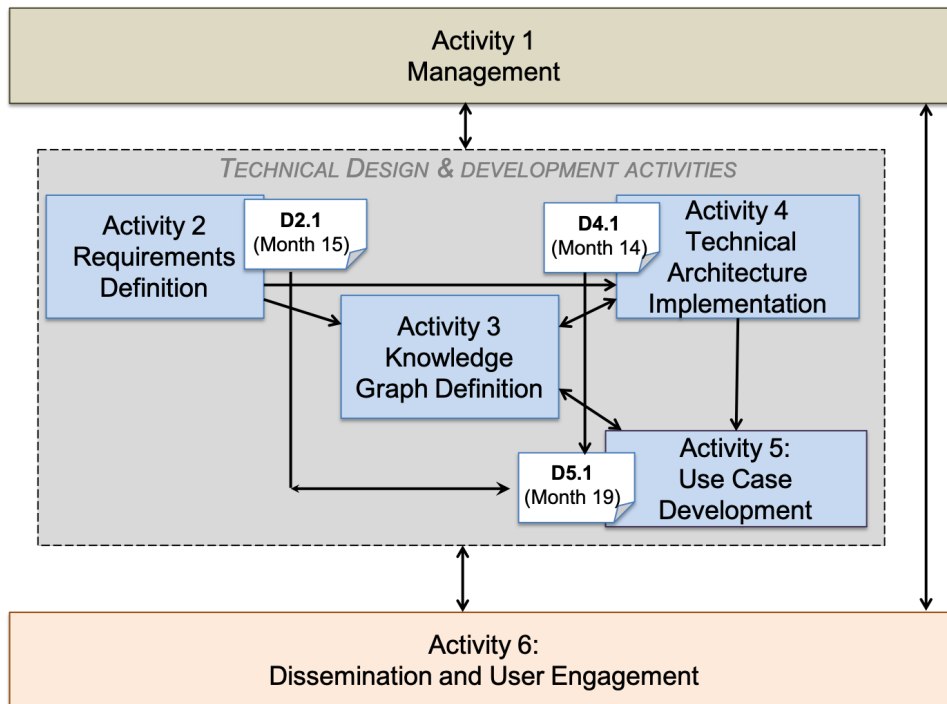 Activity 1
Management
TECHNICAL DESIGN & DEVELOPMENT ACTIVITIES
Activity 2
Requirements
Definition
D2.1
(Month 15)
D4.1
(Month 14)
Activity 4
Technical
Architecture
Implementation
Activity 3
Knowledge
Graph Definition
D5.1
(Month 19)
Activity 5:
Use Case
Development
Activity 6:
Dissemination and User Engagement